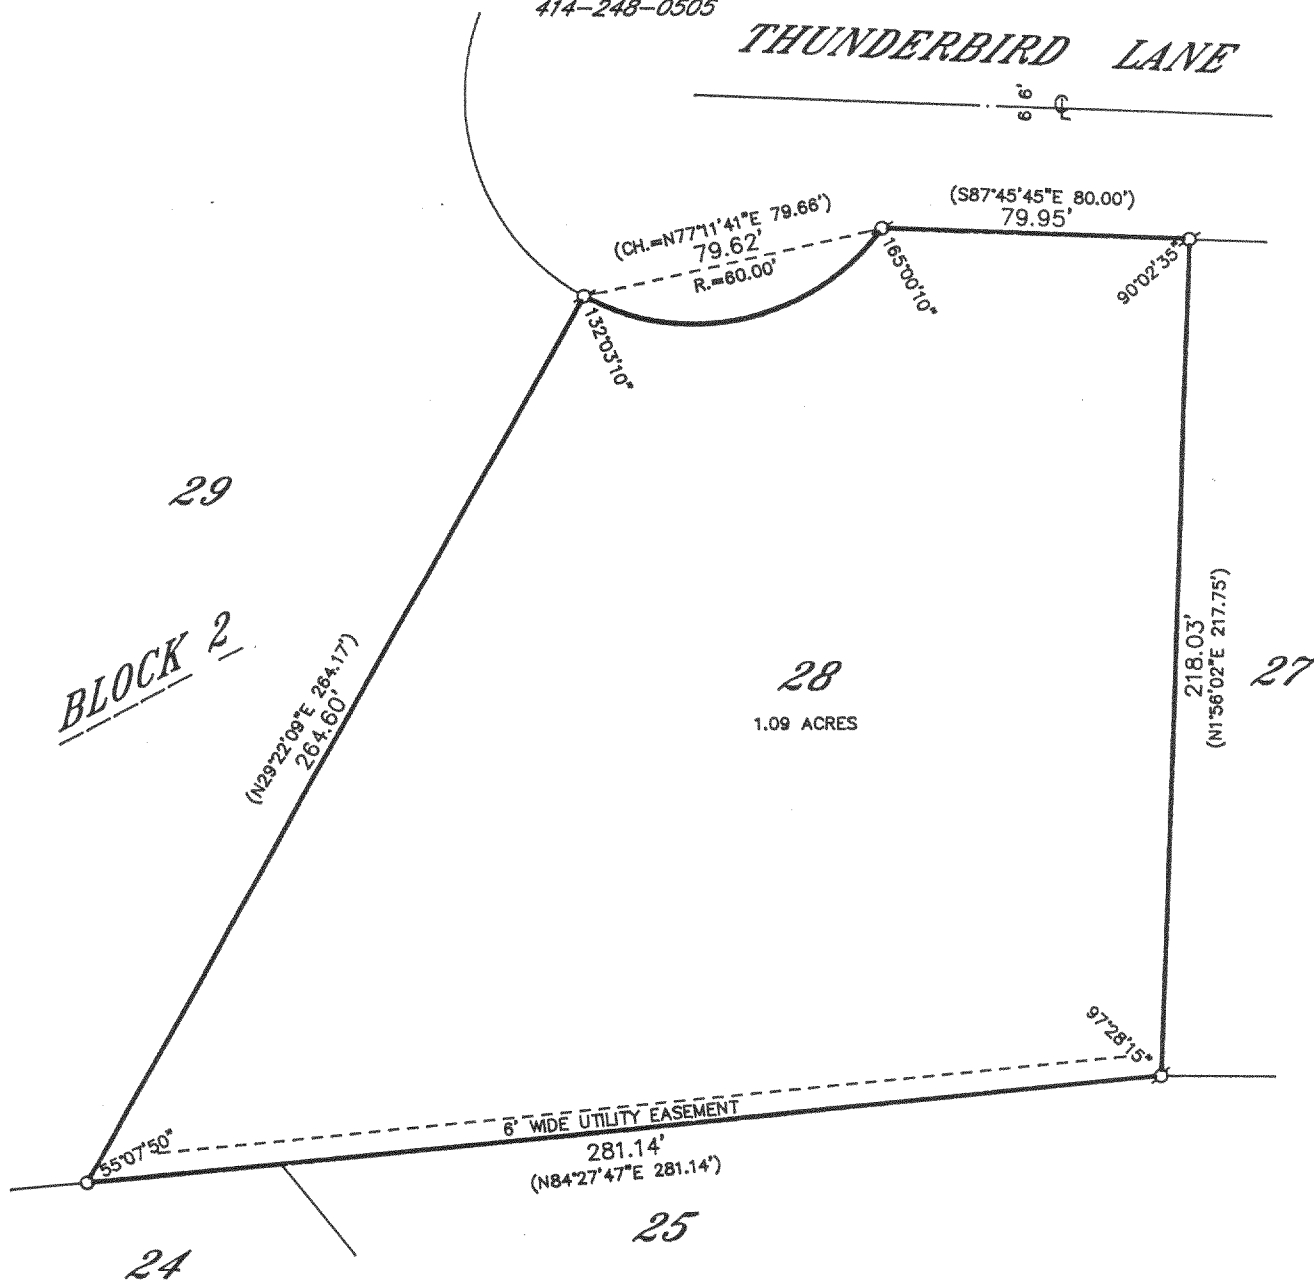 414-248-0505
THUNDERBIRD LANE
6' 6'
℄
(S87°45'45"E 80.00')
79.95'
(CH.=N77°11'41"E 79.66')
79.62'
R.=60.00'
165°00'10"
90°02'35"
132°03'10"
29
BLOCK 2
(N29°22'09"E 264.17')
264.60'
28
1.09 ACRES
218.03'
(N1°56'02"E 217.75')
27
97°28'15"
55°07'50"
6' WIDE UTILITY EASEMENT
281.14'
(N84°27'47"E 281.14')
25
24